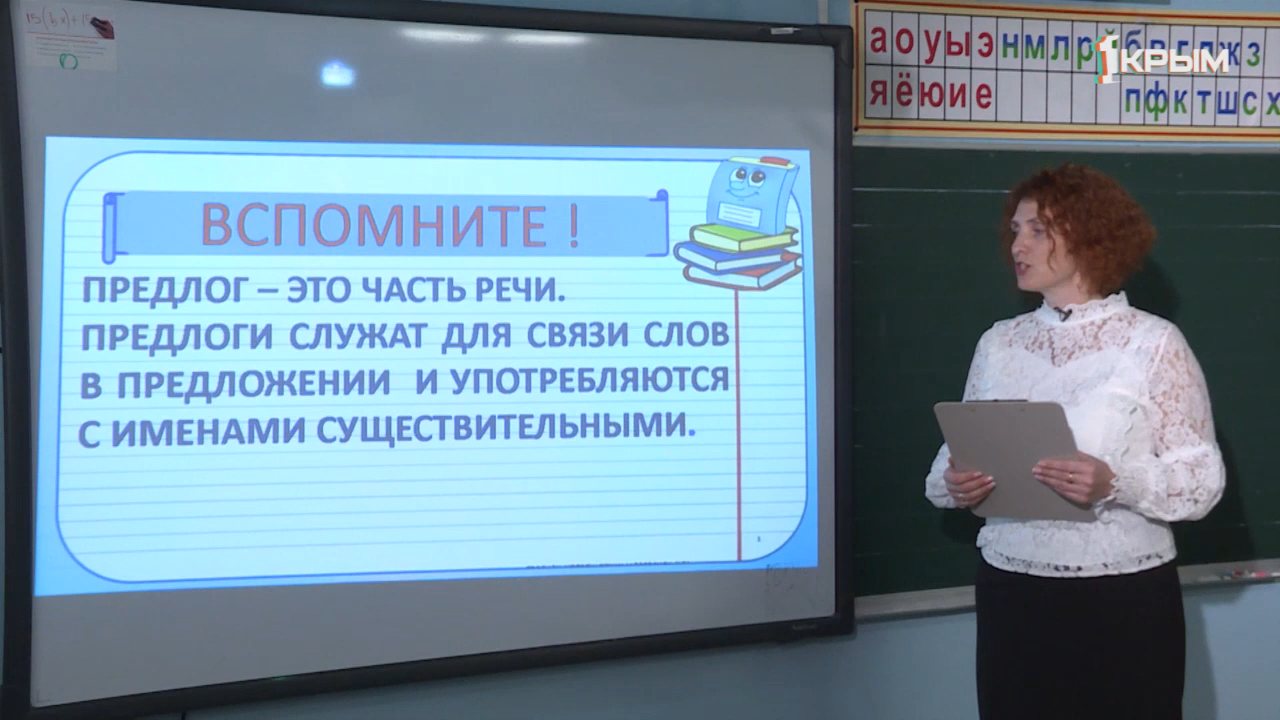 ВСПОМНИТЕ !
ПРЕДЛОГ – ЭТО ЧАСТЬ РЕЧИ.
ПРЕДЛОГИ СЛУЖАТ ДЛЯ СВЯЗИ СЛОВ
В ПРЕДЛОЖЕНИИ И УПОТРЕБЛЯЮТСЯ
С ИМЕНАМИ СУЩЕСТВИТЕЛЬНЫМИ.
а о у ы э н м л р й б в г д ж з
я ё ю и е п ф к т ш с х
1 КРЫМ